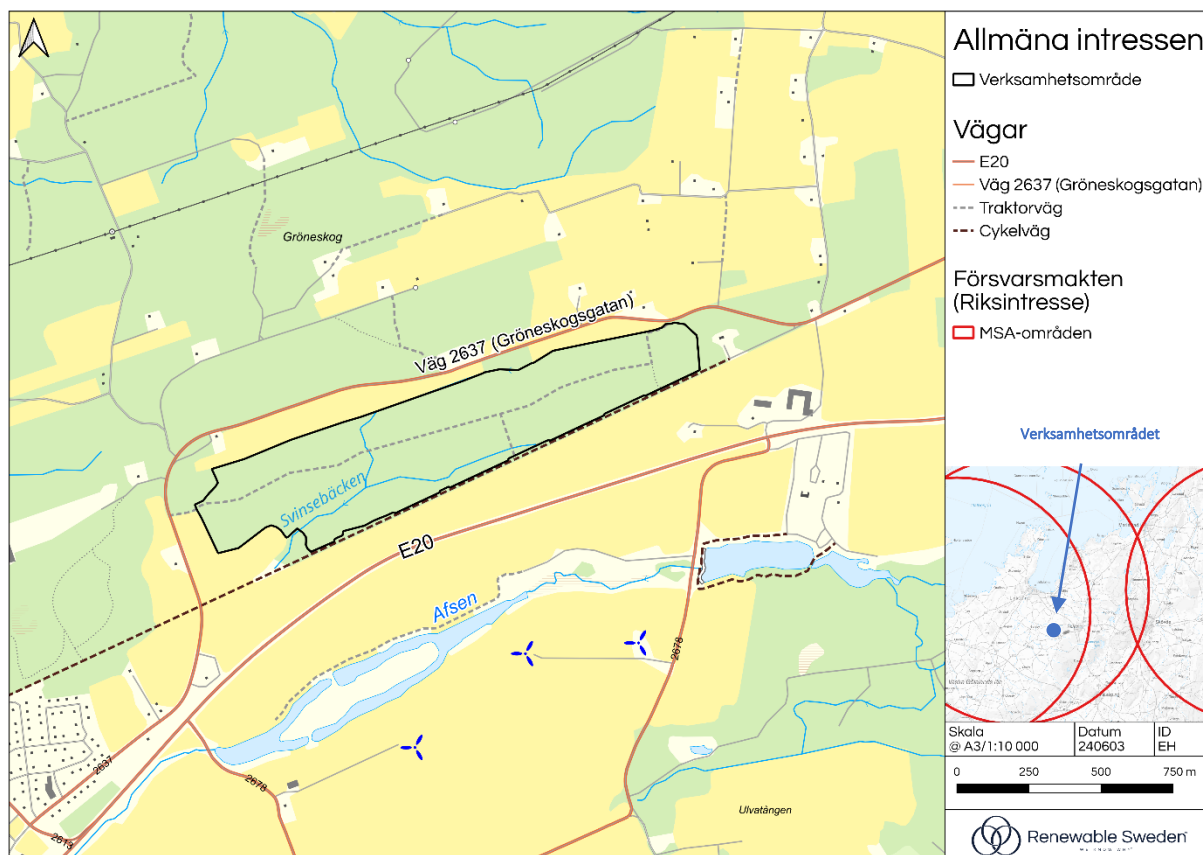 Allmäna intressen
Verksamhetsområde
Vägar
E20
Väg 2637 (Gröneskogsgatan)
Traktorväg
Cykelväg
Försvarsmakten
(Riksintresse)
MSA-områden
Verksamhetsområdet
Skala
@ A3/1:10 000
Datum
240603
ID
EH
0 250 500 750 m
Renewable Sweden
Gröneskog
Väg 2637 (Gröneskogsgatan)
Svinsebäcken
E20
Afsen
2678
2637
2678
2613
Ulvatången